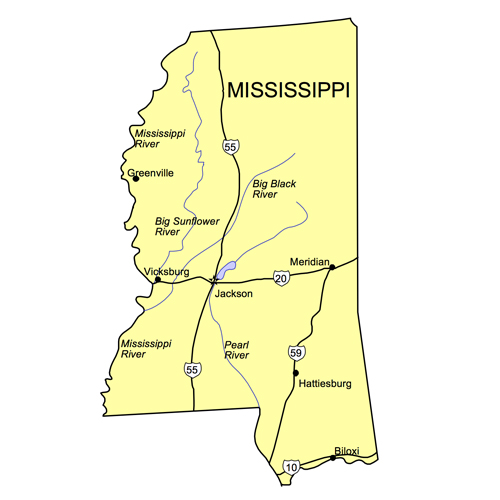 MISSISSIPPI
Mississippi
River
55
Greenville
Big Black
River
Big Sunflower
River
Meridian
Vicksburg
20
Jackson
Mississippi
River
Pearl
River
59
55
Hattiesburg
Biloxi
10